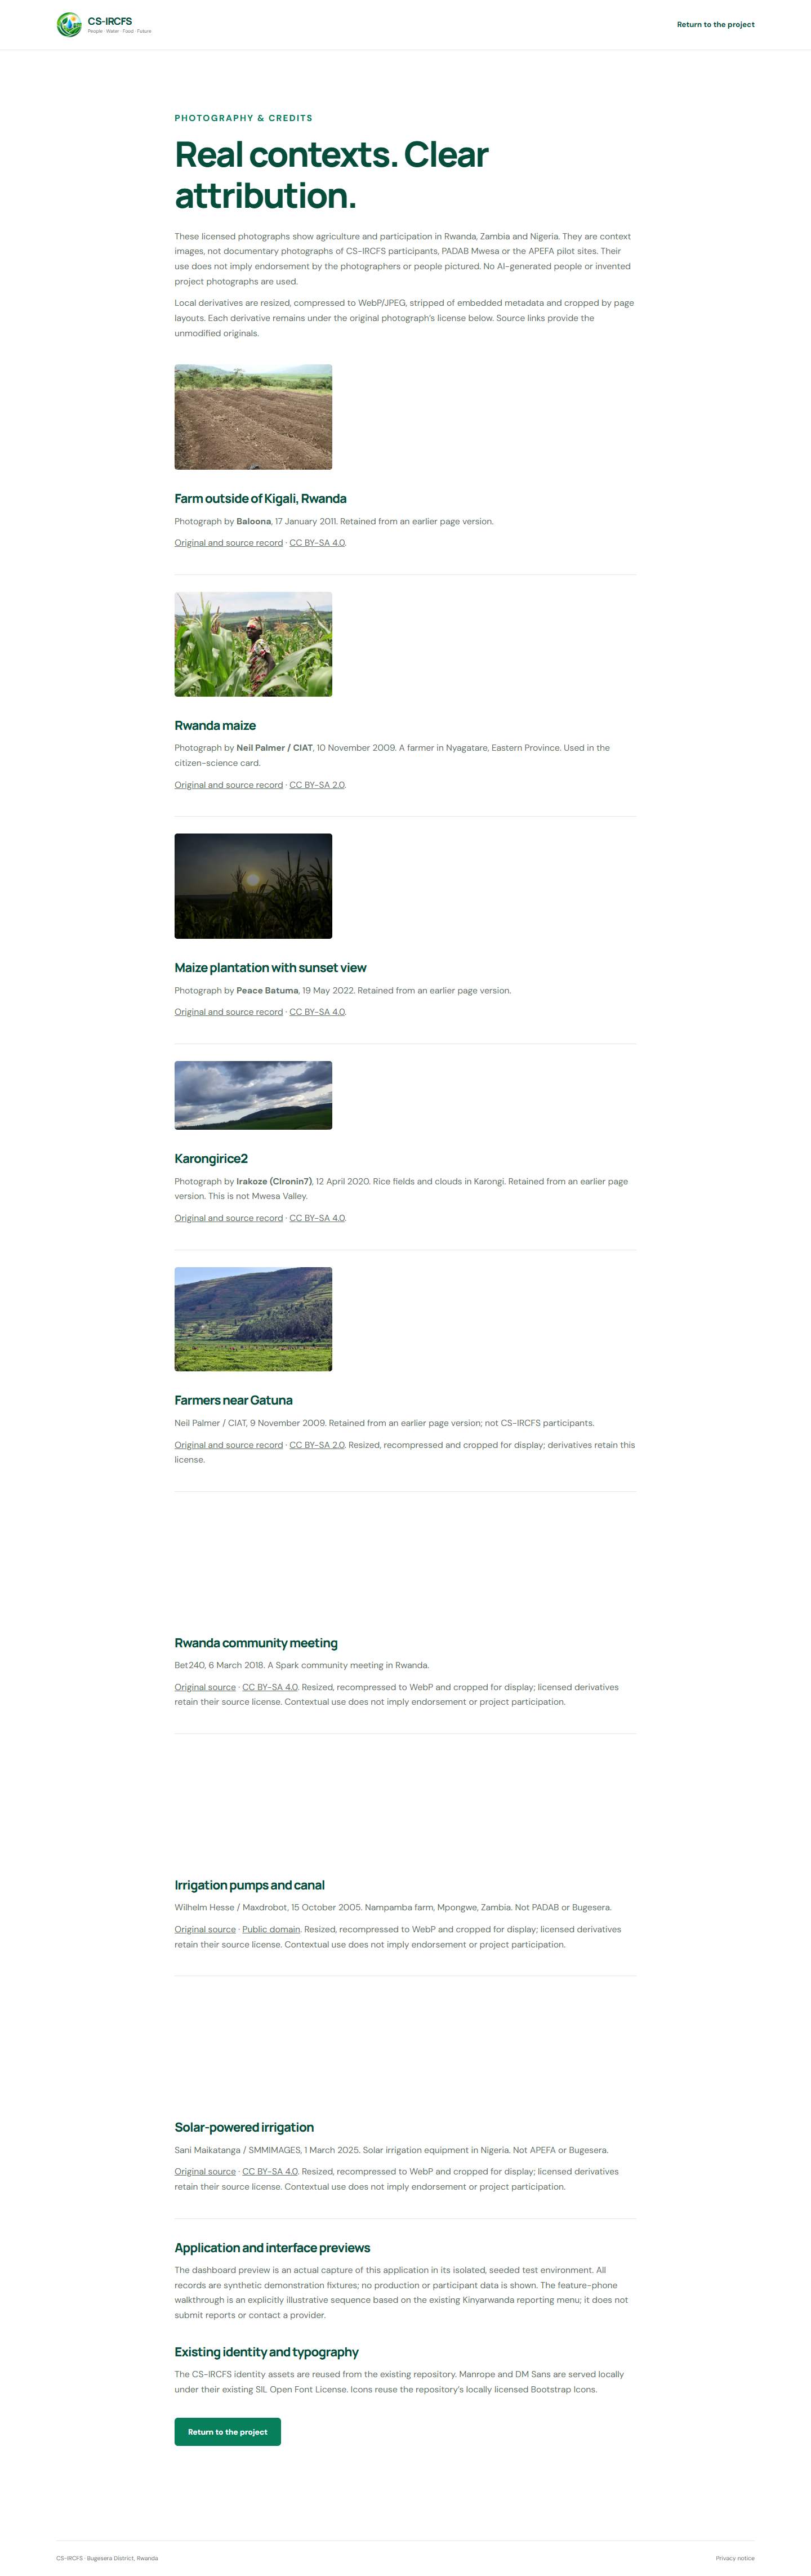 CS-IRCFS
People · Water · Food · Future
Return to the project
PHOTOGRAPHY & CREDITS
Real contexts. Clear
attribution.
These licensed photographs show agriculture and participation in Rwanda, Zambia and Nigeria. They are context
images, not documentary photographs of CS-IRCFS participants, PADAB Mwesa or the APEFA pilot sites. Their
use does not imply endorsement by the photographers or people pictured. No AI-generated people or invented
project photographs are used.
Local derivatives are resized, compressed to WebP/JPEG, stripped of embedded metadata and cropped by page
layouts. Each derivative remains under the original photograph's license below. Source links provide the
unmodified originals.
Farm outside of Kigali, Rwanda
Photograph by Baloona, 17 January 2011. Retained from an earlier page version.
Original and source record · CC BY-SA 4.0.
Rwanda maize
Photograph by Neil Palmer / CIAT, 10 November 2009. A farmer in Nyagatare, Eastern Province. Used in the
citizen-science card.
Original and source record · CC BY-SA 2.0.
Maize plantation with sunset view
Photograph by Peace Batuma, 19 May 2022. Retained from an earlier page version.
Original and source record · CC BY-SA 4.0.
Karongirice2
Photograph by Irakoze (CIronin7), 12 April 2020. Rice fields and clouds in Karongi. Retained from an earlier page
version. This is not Mwesa Valley.
Original and source record · CC BY-SA 4.0.
Farmers near Gatuna
Neil Palmer / CIAT, 9 November 2009. Retained from an earlier page version; not CS-IRCFS participants.
Original and source record · CC BY-SA 2.0. Resized, recompressed and cropped for display; derivatives retain this
license.
Rwanda community meeting
Bet240, 6 March 2018. A Spark community meeting in Rwanda.
Original source · CC BY-SA 4.0. Resized, recompressed to WebP and cropped for display; licensed derivatives
retain their source license. Contextual use does not imply endorsement or project participation.
Irrigation pumps and canal
Wilhelm Hesse / Maxdrobot, 15 October 2005. Nampamba farm, Mpongwe, Zambia. Not PADAB or Bugesera.
Original source · Public domain. Resized, recompressed to WebP and cropped for display; licensed derivatives
retain their source license. Contextual use does not imply endorsement or project participation.
Solar-powered irrigation
Sani Maikatanga / SMMIMAGES, 1 March 2025. Solar irrigation equipment in Nigeria. Not APEFA or Bugesera.
Original source · CC BY-SA 4.0. Resized, recompressed to WebP and cropped for display; licensed derivatives
retain their source license. Contextual use does not imply endorsement or project participation.
Application and interface previews
The dashboard preview is an actual capture of this application in its isolated, seeded test environment. All
records are synthetic demonstration fixtures; no production or participant data is shown. The feature-phone
walkthrough is an explicitly illustrative sequence based on the existing Kinyarwanda reporting menu; it does not
submit reports or contact a provider.
Existing identity and typography
The CS-IRCFS identity assets are reused from the existing repository. Manrope and DM Sans are served locally
under their existing SIL Open Font License. Icons reuse the repository's locally licensed Bootstrap Icons.
Return to the project
CS-IRCFS · Bugesera District, Rwanda
Privacy notice